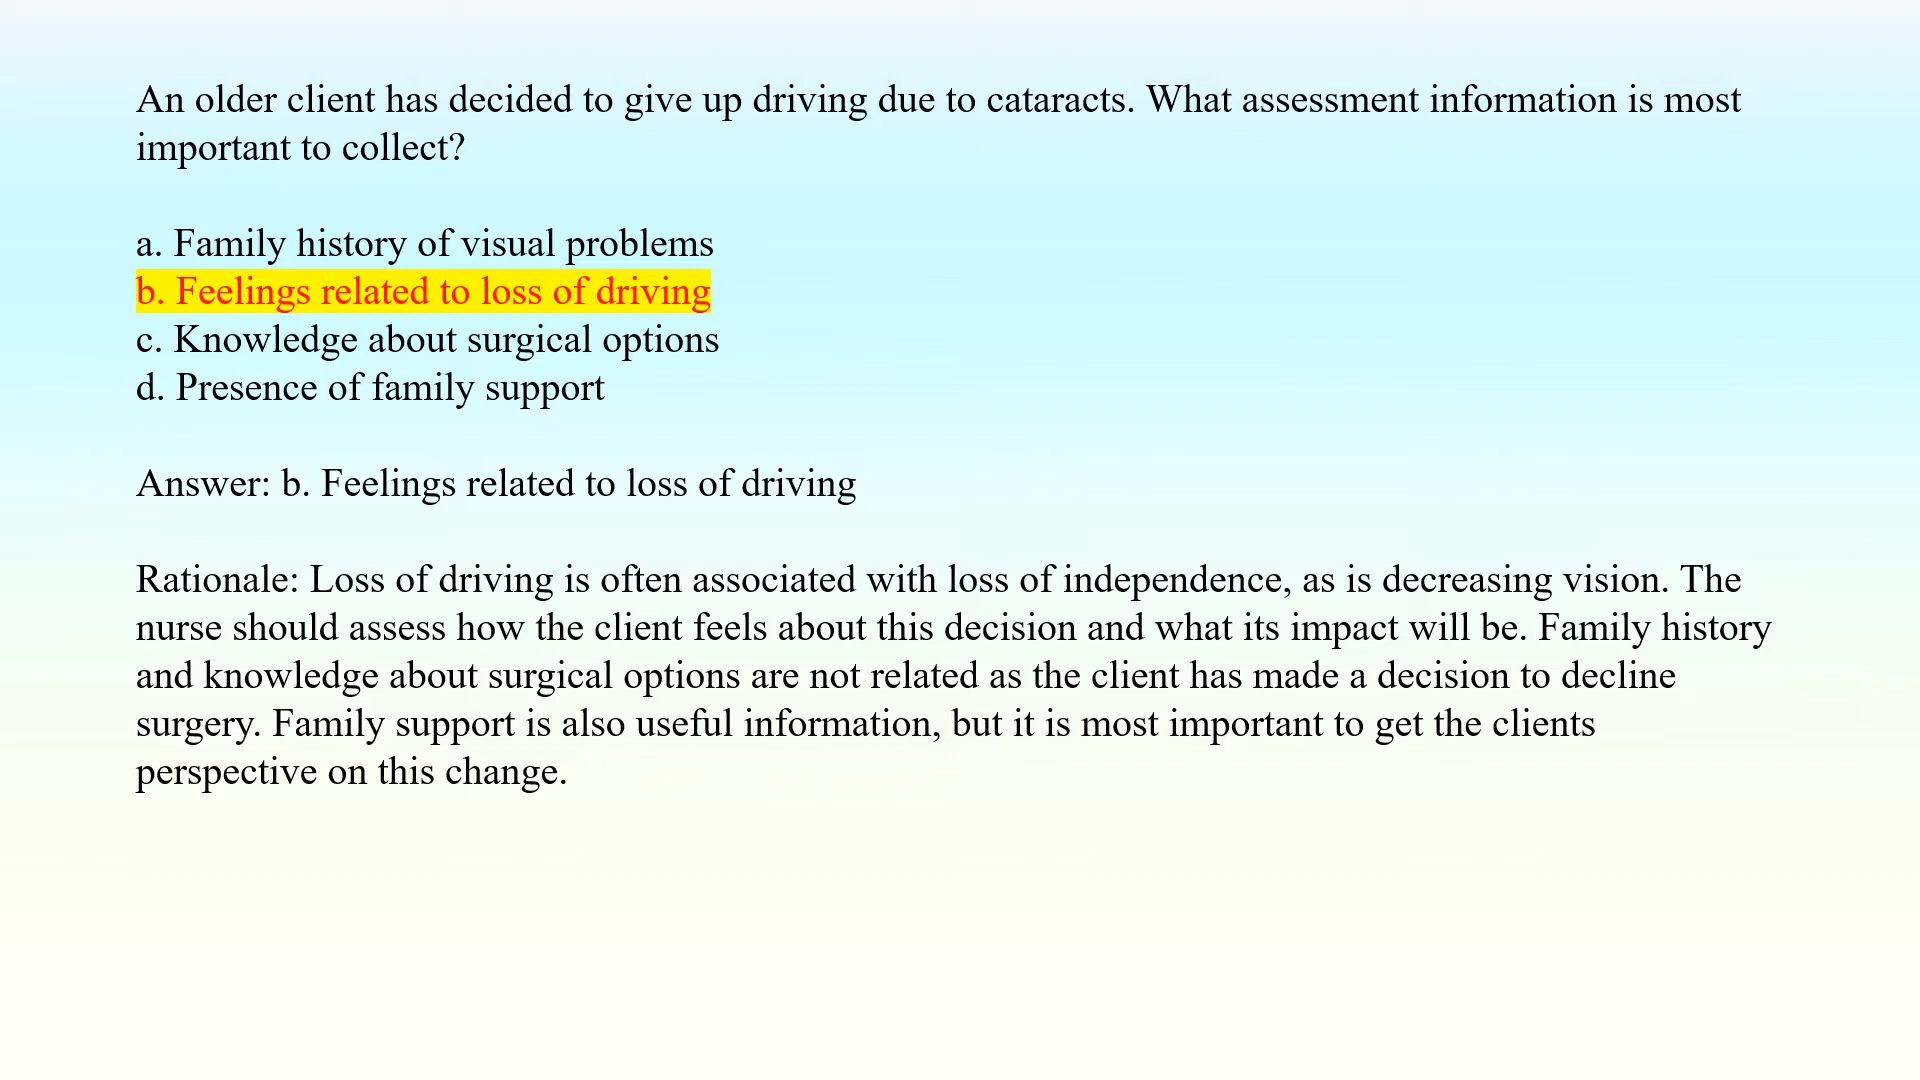 An older client has decided to give up driving due to cataracts. What assessment information is most
important to collect?
a. Family history of visual problems
b. Feelings related to loss of driving
c. Knowledge about surgical options
d. Presence of family support
Answer: b. Feelings related to loss of driving
Rationale: Loss of driving is often associated with loss of independence, as is decreasing vision. The
nurse should assess how the client feels about this decision and what its impact will be. Family history
and knowledge about surgical options are not related as the client has made a decision to decline
surgery. Family support is also useful information, but it is most important to get the clients
perspective on this change.